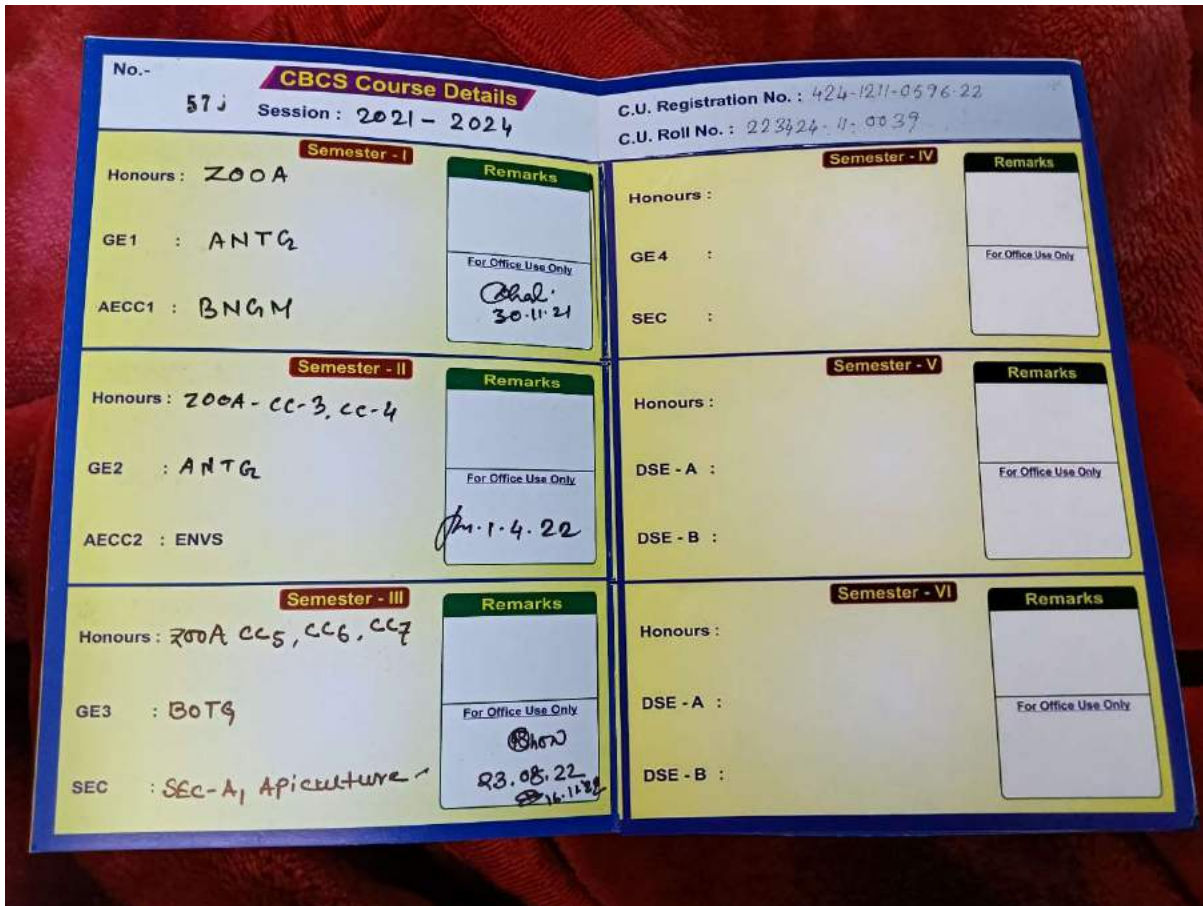 No.-
57J
CBCS Course Details
Session : 2021 - 2024
Semester - I
Honours : ZOOA
GE1 : ANTG
AECC1 : BNGM
Remarks
For Office Use Only
30.11.21
Semester - II
Honours : ZOOA - CC-3, CC-4
GE2 : ANTG
AECC2 : ENVS
Remarks
For Office Use Only
1.4.22
Semester - III
Honours : ZOOA CC5, CC6, CC7
GE3 : BOTG
SEC : SEC-A, Apiculture
Remarks
For Office Use Only
23.08.22
C.U. Registration No. : 424-1211-0596-22
C.U. Roll No. : 223424-11-0039
Semester - IV
Honours :
GE4 :
SEC :
Remarks
For Office Use Only
Semester - V
Honours :
DSE - A :
DSE - B :
Remarks
For Office Use Only
Semester - VI
Honours :
DSE - A :
DSE - B :
Remarks
For Office Use Only